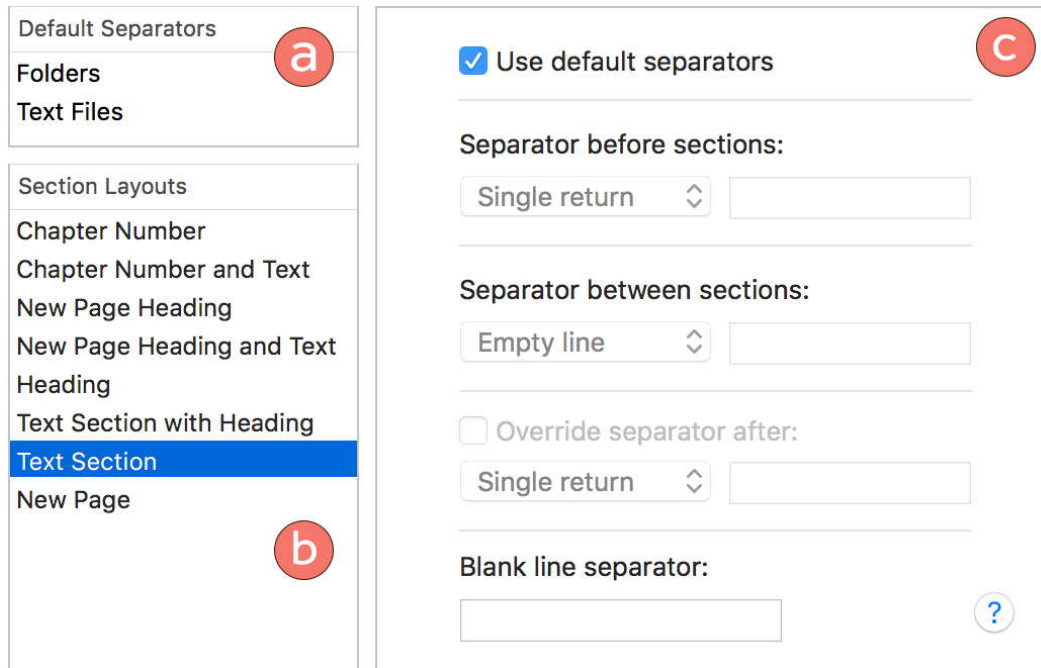 Default Separators
a
Folders
Text Files
Section Layouts
Chapter Number
Chapter Number and Text
New Page Heading
New Page Heading and Text
Heading
Text Section with Heading
Text Section
New Page
b
c
Use default separators
Separator before sections:
Single return
Separator between sections:
Empty line
Override separator after:
Single return
Blank line separator:
?